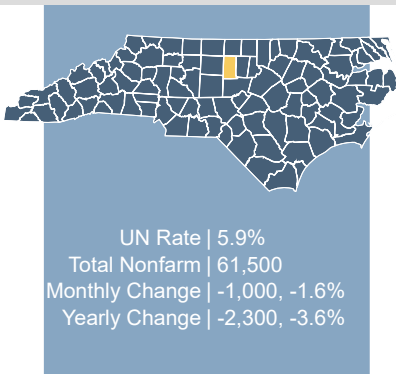 UN Rate | 5.9%
Total Nonfarm | 61,500
Monthly Change | -1,000, -1.6%
Yearly Change | -2,300, -3.6%